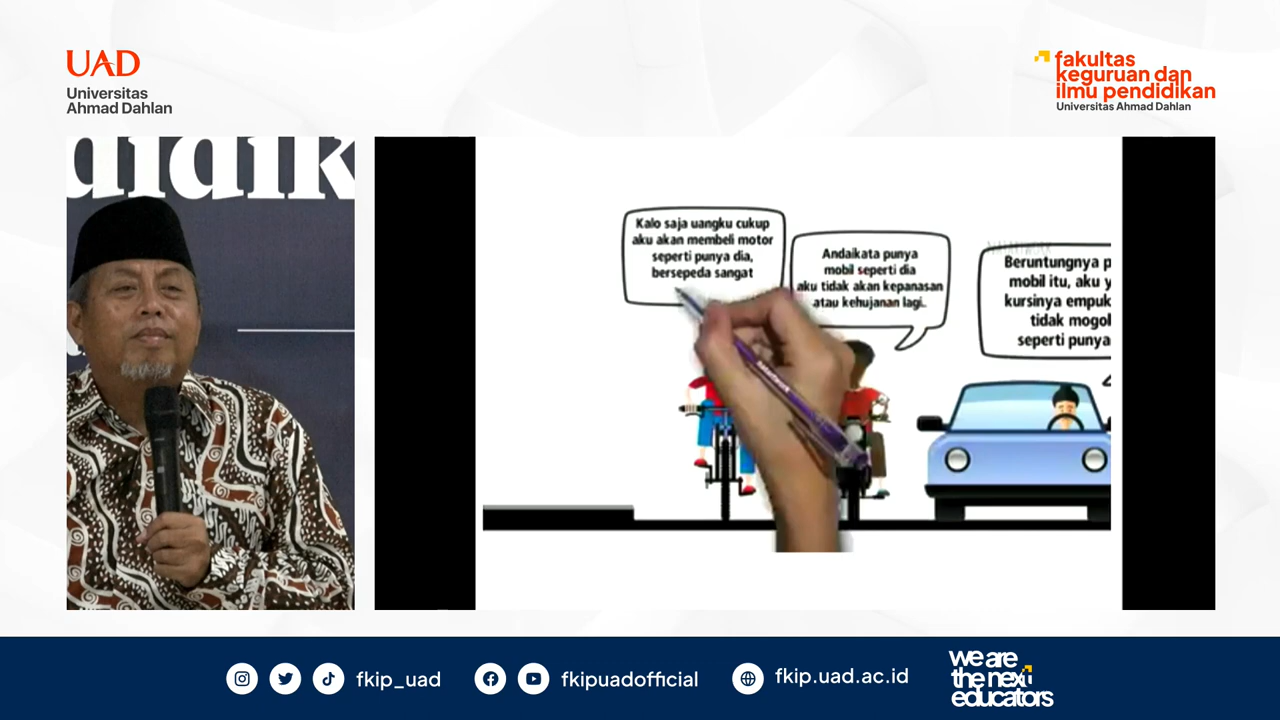 UAD
Universitas
Ahmad Dahlan
fakultas
keguruan dan
ilmu pendidikan
Universitas Ahmad Dahlan
didik
Kalo saja uangku cukup
aku akan membeli motor
seperti punya dia,
bersepeda sangat
Andaikata punya
mobil seperti dia
aku tidak akan kepanasan
atau kehujanan lagi..
Beruntungnya p
mobil itu, aku y
kursinya empuk
tidak mogok
seperti punya
fkip_uad
fkipuadofficial
fkip.uad.ac.id
we are
the next
educators